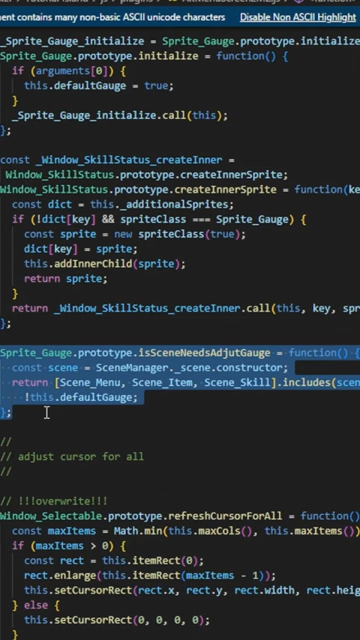 ment contains many non-basic ASCII unicode characters Disable Non ASCII Highlight
_Sprite_Gauge_initialize = Sprite_Gauge.prototype.initialize
Sprite_Gauge.prototype.initialize = function() {
if (arguments[0]) {
this.defaultGauge = true;
}
_Sprite_Gauge_initialize.call(this);
};
const _Window_SkillStatus_createInner =
Window_SkillStatus.prototype.createInnerSprite;
Window_SkillStatus.prototype.createInnerSprite = function(ke
const dict = this._additionalSprites;
if (!dict[key] && spriteClass === Sprite_Gauge) {
const sprite = new spriteClass(true);
dict[key] = sprite;
this.addInnerChild(sprite);
return sprite;
}
return _Window_SkillStatus_createInner.call(this, key, spr
};
Sprite_Gauge.prototype.isSceneNeedsAdjutGauge = function() {
const scene = SceneManager._scene.constructor;
return [Scene_Menu, Scene_Item, Scene_Skill].includes(scen
!this.defaultGauge;
};
//
// adjust cursor for all
//
// !!!overwrite!!!
Window_Selectable.prototype.refreshCursorForAll = function()
const maxItems = Math.min(this.maxCols(), this.maxItems())
if (maxItems > 0) {
const rect = this.itemRect(0);
rect.enlarge(this.itemRect(maxItems - 1));
this.setCursorRect(rect.x, rect.y, rect.width, rect.heig
} else {
this.setCursorRect(0, 0, 0, 0);
}